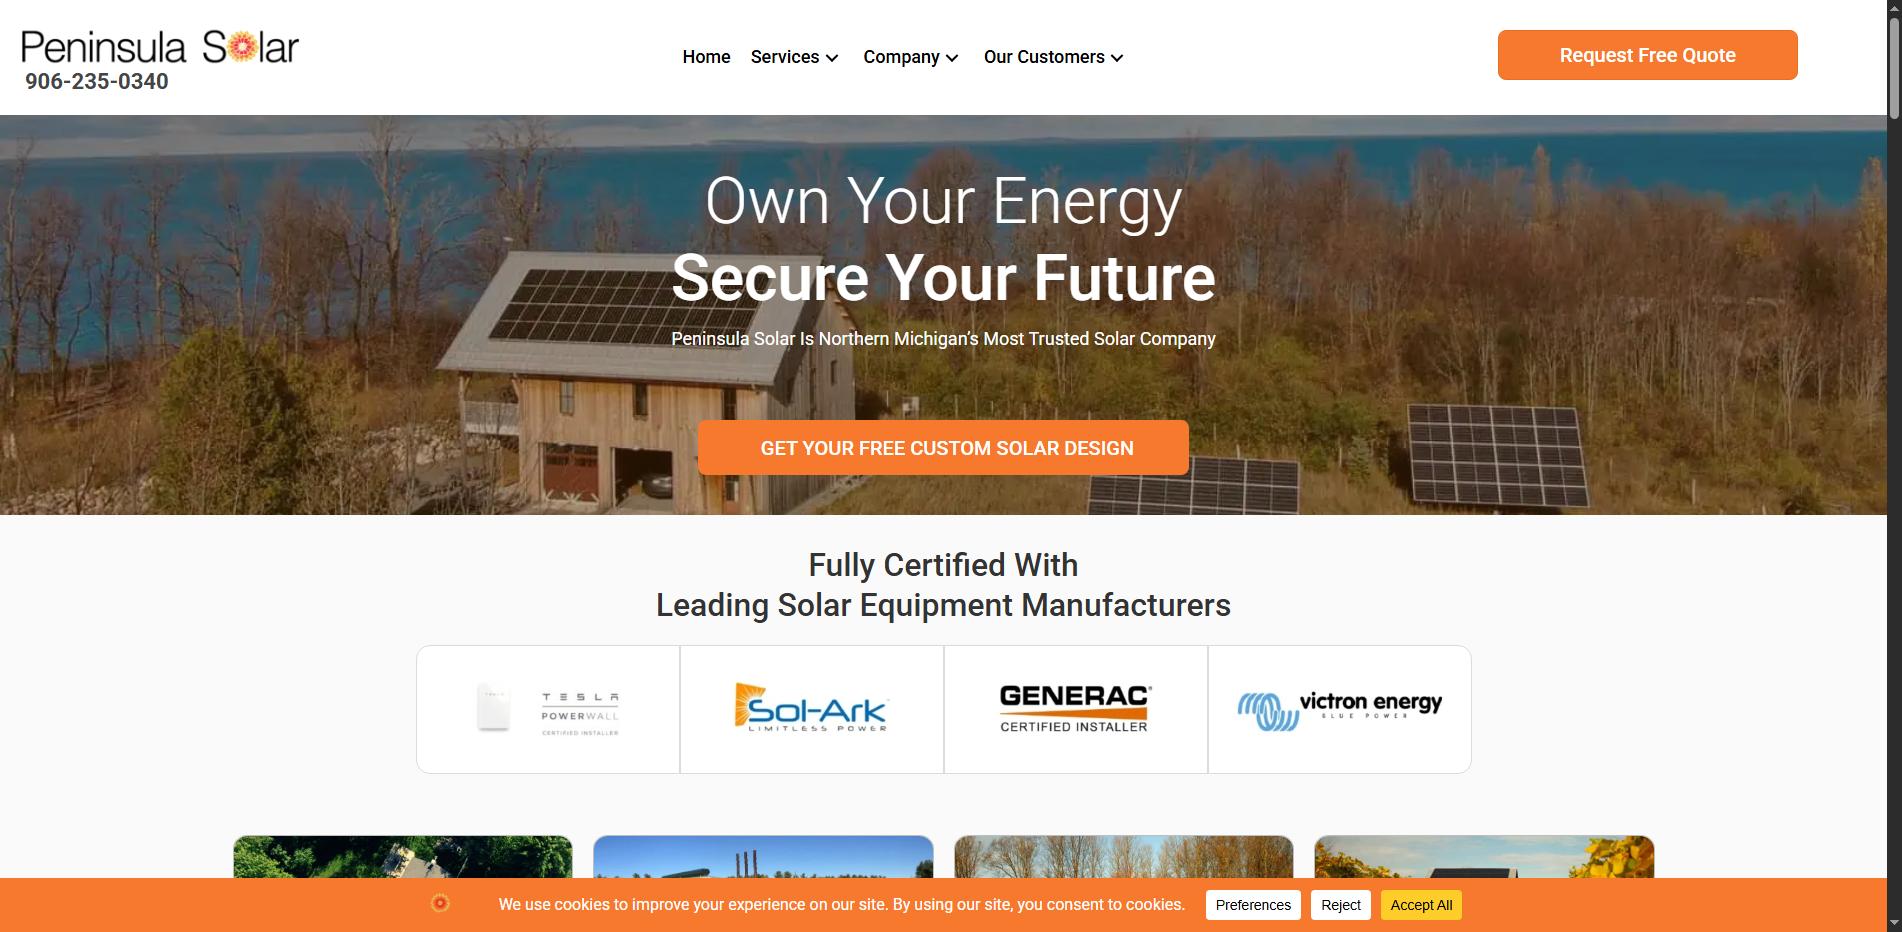 Peninsula Solar
906-235-0340
Home
Services
Company
Our Customers
Request Free Quote
Own Your Energy
Secure Your Future
Peninsula Solar Is Northern Michigan’s Most Trusted Solar Company
GET YOUR FREE CUSTOM SOLAR DESIGN
Fully Certified With
Leading Solar Equipment Manufacturers
TESLA
POWERWALL
CERTIFIED INSTALLER
Sol-Ark
LIMITLESS POWER
GENERAC®
CERTIFIED INSTALLER
victron energy
BLUE POWER
We use cookies to improve your experience on our site. By using our site, you consent to cookies.
Preferences
Reject
Accept All